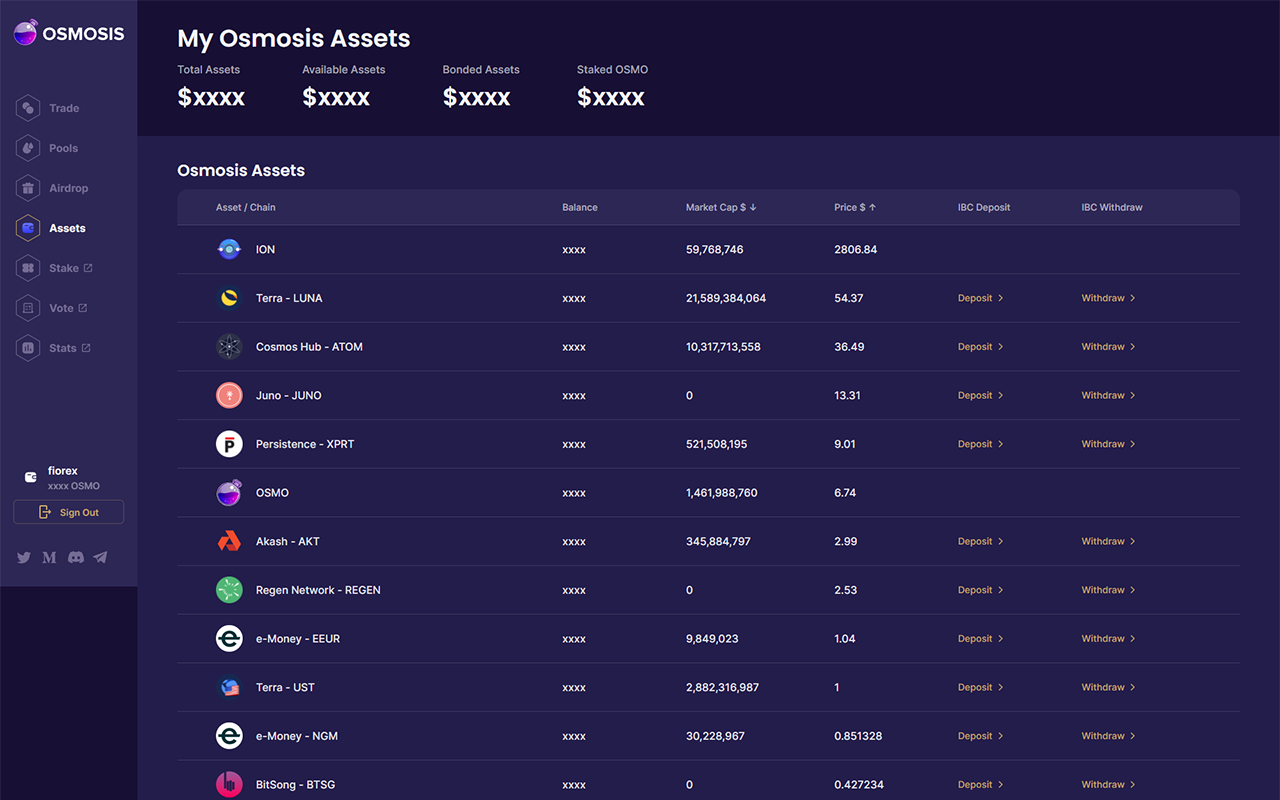 OSMOSIS
Trade
Pools
Airdrop
Assets
Stake
Vote
Stats
fiorex
xxxx OSMO
Sign Out
My Osmosis Assets
Total Assets Available Assets Bonded Assets Staked OSMO
$xxxx $xxxx $xxxx $xxxx
Osmosis Assets
Asset / Chain Balance Market Cap $ ↓ Price $ ↑ IBC Deposit IBC Withdraw
ION xxxx 59,768,746 2806.84
Terra - LUNA xxxx 21,589,384,064 54.37 Deposit > Withdraw >
Cosmos Hub - ATOM xxxx 10,317,713,558 36.49 Deposit > Withdraw >
Juno - JUNO xxxx 0 13.31 Deposit > Withdraw >
Persistence - XPRT xxxx 521,508,195 9.01 Deposit > Withdraw >
OSMO xxxx 1,461,988,760 6.74
Akash - AKT xxxx 345,884,797 2.99 Deposit > Withdraw >
Regen Network - REGEN xxxx 0 2.53 Deposit > Withdraw >
e-Money - EEUR xxxx 9,849,023 1.04 Deposit > Withdraw >
Terra - UST xxxx 2,882,316,987 1 Deposit > Withdraw >
e-Money - NGM xxxx 30,228,967 0.851328 Deposit > Withdraw >
BitSong - BTSG xxxx 0 0.427234 Deposit > Withdraw >